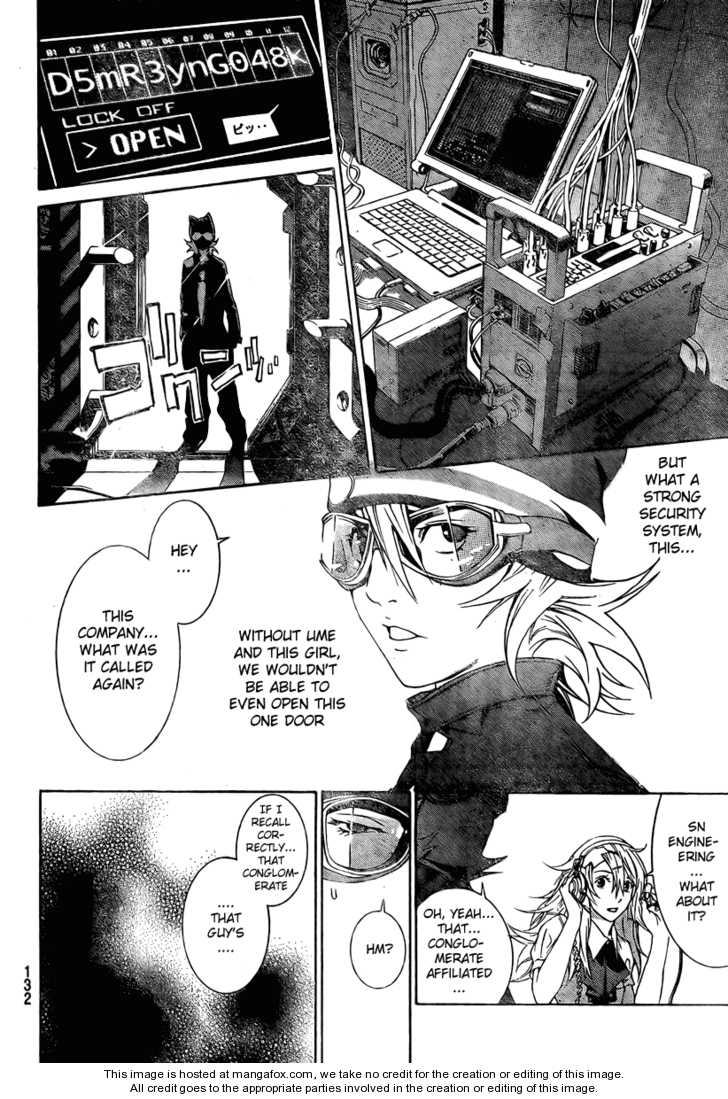 01 02 03 04 05 06 07 08 09 10 11 12
D5mR3ynG048k
LOCK OFF
> OPEN
ピッ・・
ゴウンッ
BUT
WHAT A
STRONG
SECURITY
SYSTEM,
THIS...
HEY
...
THIS
COMPANY...
WHAT WAS
IT CALLED
AGAIN?
WITHOUT UME
AND THIS GIRL,
WE WOULDN'T
BE ABLE TO
EVEN OPEN THIS
ONE DOOR
SN
ENGINE-
ERING
...
WHAT
ABOUT
IT?
OH, YEAH...
THAT...
CONGLO-
MERATE
AFFILIATED
...
HM?
IF I
RECALL
COR-
RECTLY...
THAT
CONGLOM-
ERATE
....
THAT
GUY'S
....
132
This image is hosted at mangafox.com, we take no credit for the creation or editing of this image.
All credit goes to the appropriate parties involved in the creation or editing of this image.